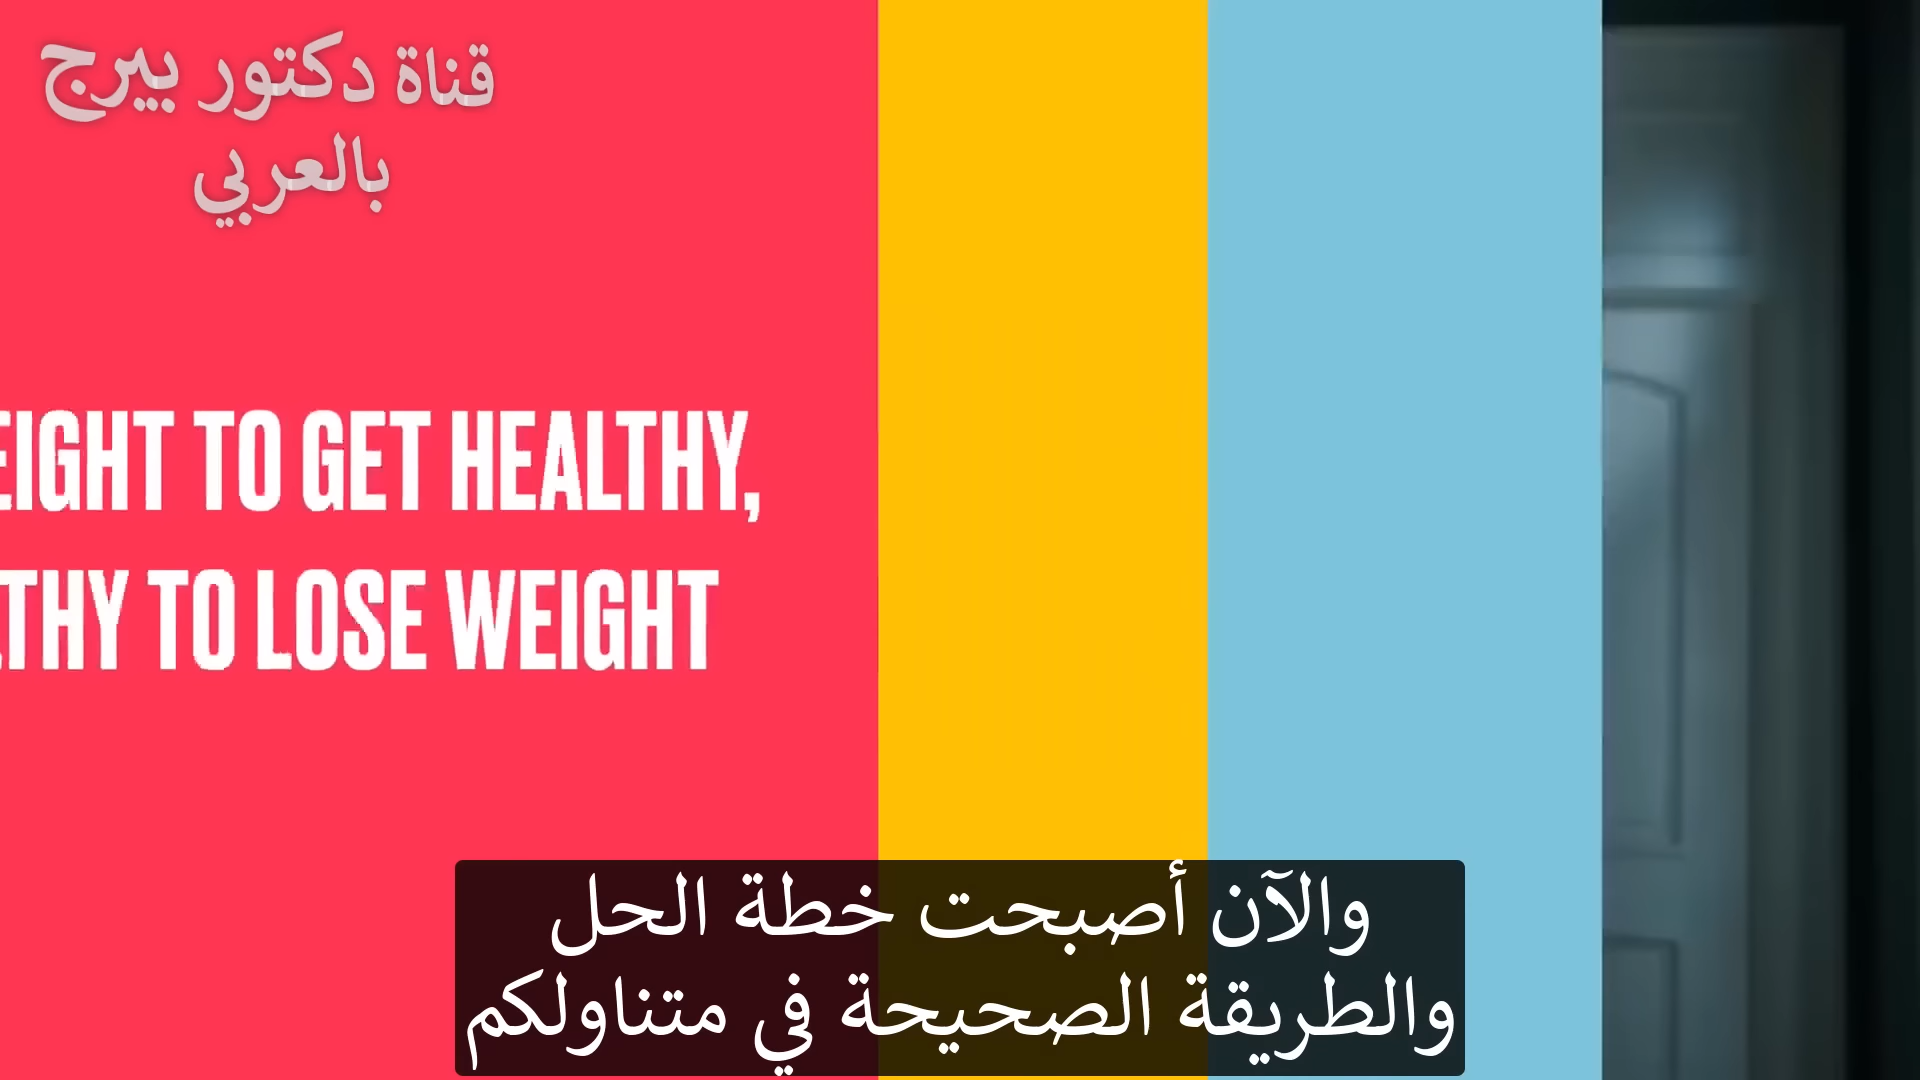 قناة دكتور بيرج
بالعربي
EIGHT TO GET HEALTHY,
THY TO LOSE WEIGHT
والآن أصبحت خطة الحل
والطريقة الصحيحة في متناولكم